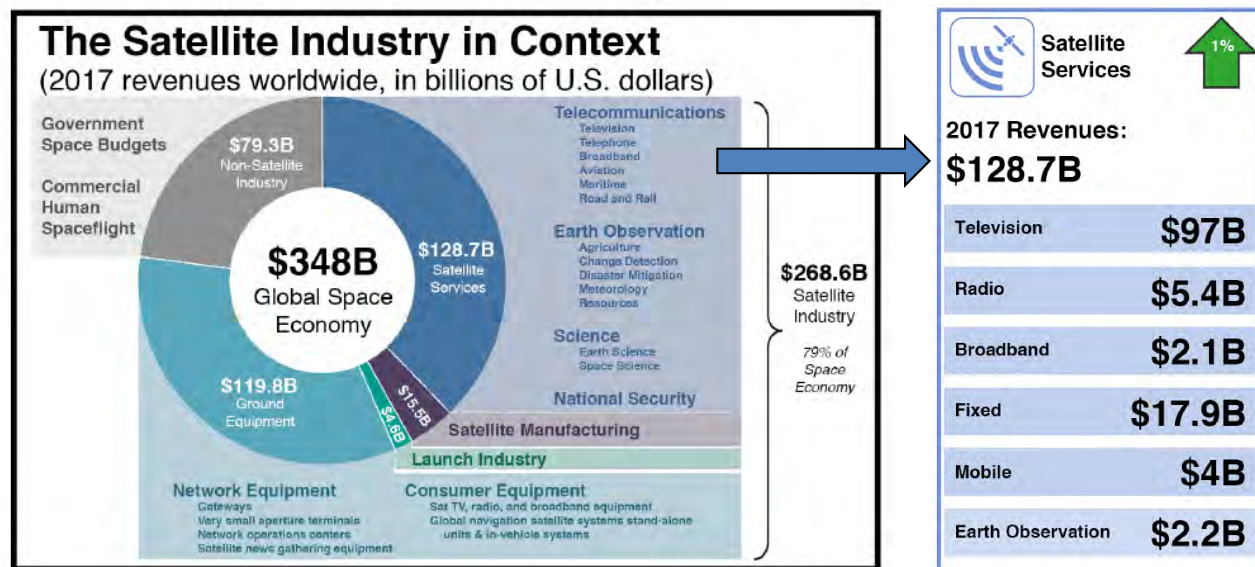 The Satellite Industry in Context
(2017 revenues worldwide, in billions of U.S. dollars)
Government
Space Budgets
Commercial
Human
Spaceflight
$79.3B
Non-Satellite
Industry
$348B
Global Space
Economy
$128.7B
Satellite
Services
$119.8B
Ground
Equipment
$4.6B
$15.5B
Telecommunications
Television
Telephone
Broadband
Aviation
Maritime
Road and Rail
Earth Observation
Agriculture
Change Detection
Disaster Mitigation
Meteorology
Resources
Science
Earth Science
Space Science
National Security
Satellite Manufacturing
Launch Industry
Network Equipment
Gateways
Very small aperture terminals
Network operations centers
Satellite news gathering equipment
Consumer Equipment
Sat TV, radio, and broadband equipment
Global navigation satellite systems stand-alone
units & in-vehicle systems
$268.6B
Satellite
Industry
79% of
Space
Economy
Satellite
Services
1%
2017 Revenues:
$128.7B
Television $97B
Radio $5.4B
Broadband $2.1B
Fixed $17.9B
Mobile $4B
Earth Observation $2.2B